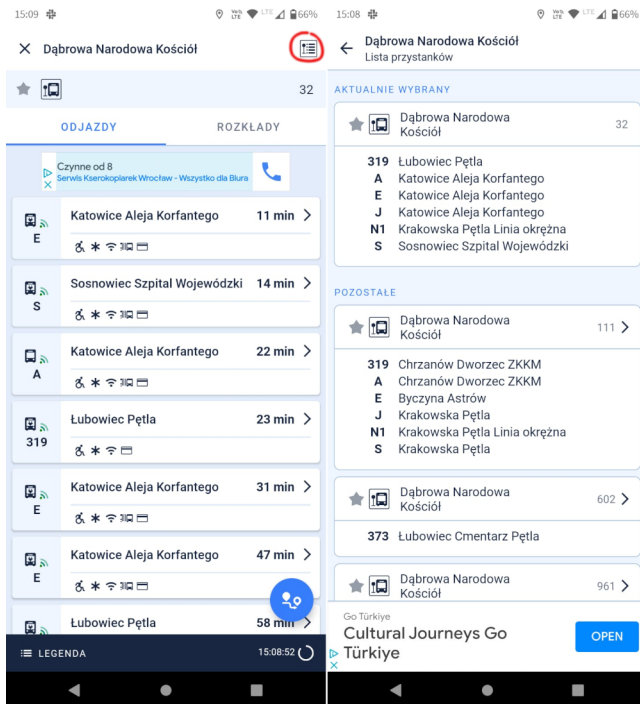 15:09
VoLTE LTE 66%
Dąbrowa Narodowa Kościół
32
ODJAZDY ROZKŁADY
Czynne od 8
Serwis Kserokopiarek Wrocław - Wszystko dla Biura
Katowice Aleja Korfantego 11 min
E
Sosnowiec Szpital Wojewódzki 14 min
S
Katowice Aleja Korfantego 22 min
A
Łubowiec Pętla 23 min
319
Katowice Aleja Korfantego 31 min
E
Katowice Aleja Korfantego 47 min
E
Łubowiec Pętla 58 min
LEGENDA 15:08:52
15:08
VoLTE LTE 66%
Dąbrowa Narodowa Kościół
Lista przystanków
AKTUALNIE WYBRANY
Dąbrowa Narodowa
Kościół
32
319 Łubowiec Pętla
A Katowice Aleja Korfantego
E Katowice Aleja Korfantego
J Katowice Aleja Korfantego
N1 Krakowska Pętla Linia okrężna
S Sosnowiec Szpital Wojewódzki
POZOSTAŁE
Dąbrowa Narodowa
Kościół
111
319 Chrzanów Dworzec ZKKM
A Chrzanów Dworzec ZKKM
E Byczyna Astrów
J Krakowska Pętla
N1 Krakowska Pętla Linia okrężna
S Krakowska Pętla
Dąbrowa Narodowa
Kościół
602
373 Łubowiec Cmentarz Pętla
Dąbrowa Narodowa
Kościół
961
Go Türkiye
Cultural Journeys Go
Türkiye
OPEN